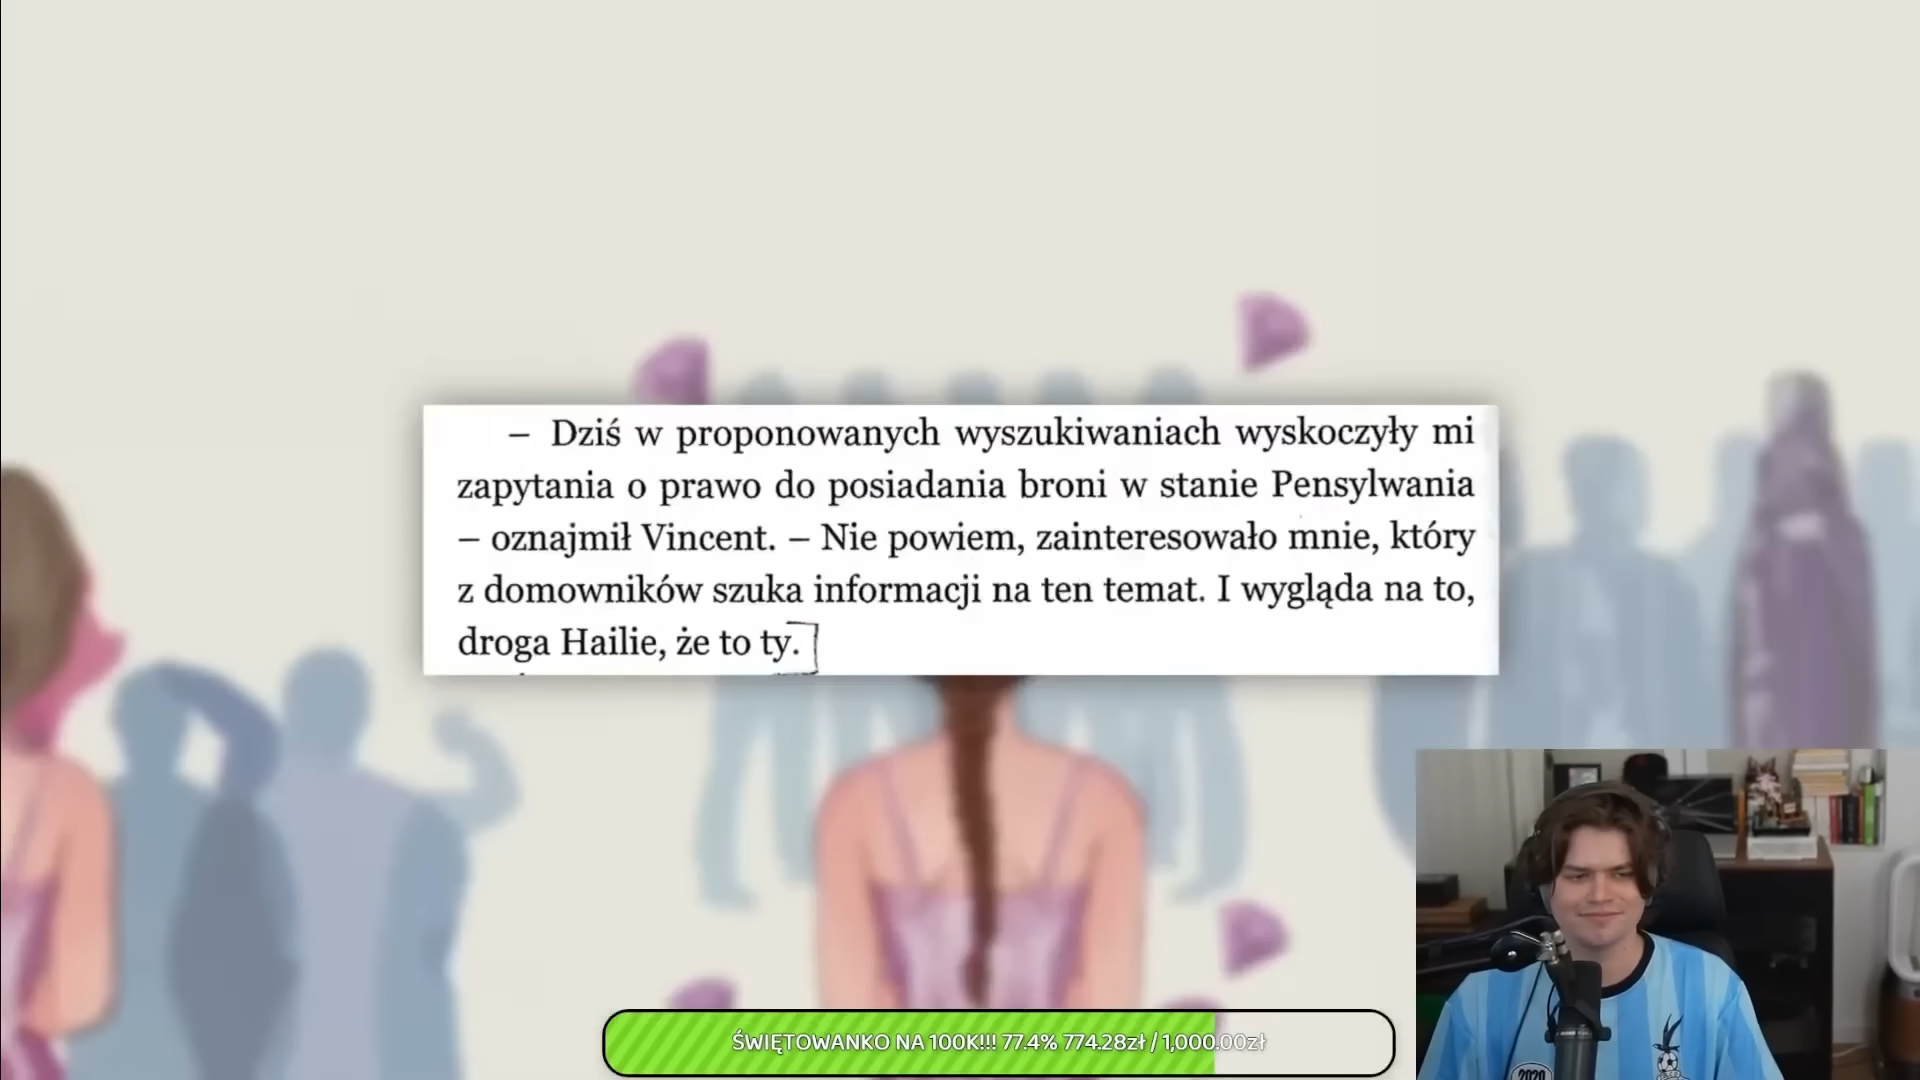 – Dziś w proponowanych wyszukiwaniach wyskoczyły mi
zapytania o prawo do posiadania broni w stanie Pensylwania
– oznajmił Vincent. – Nie powiem, zainteresowało mnie, który
z domowników szuka informacji na ten temat. I wygląda na to,
droga Hailie, że to ty.
ŚWIĘTOWANKO NA 100K!!! 77.4% 774.28zł / 1,000.00zł
2020